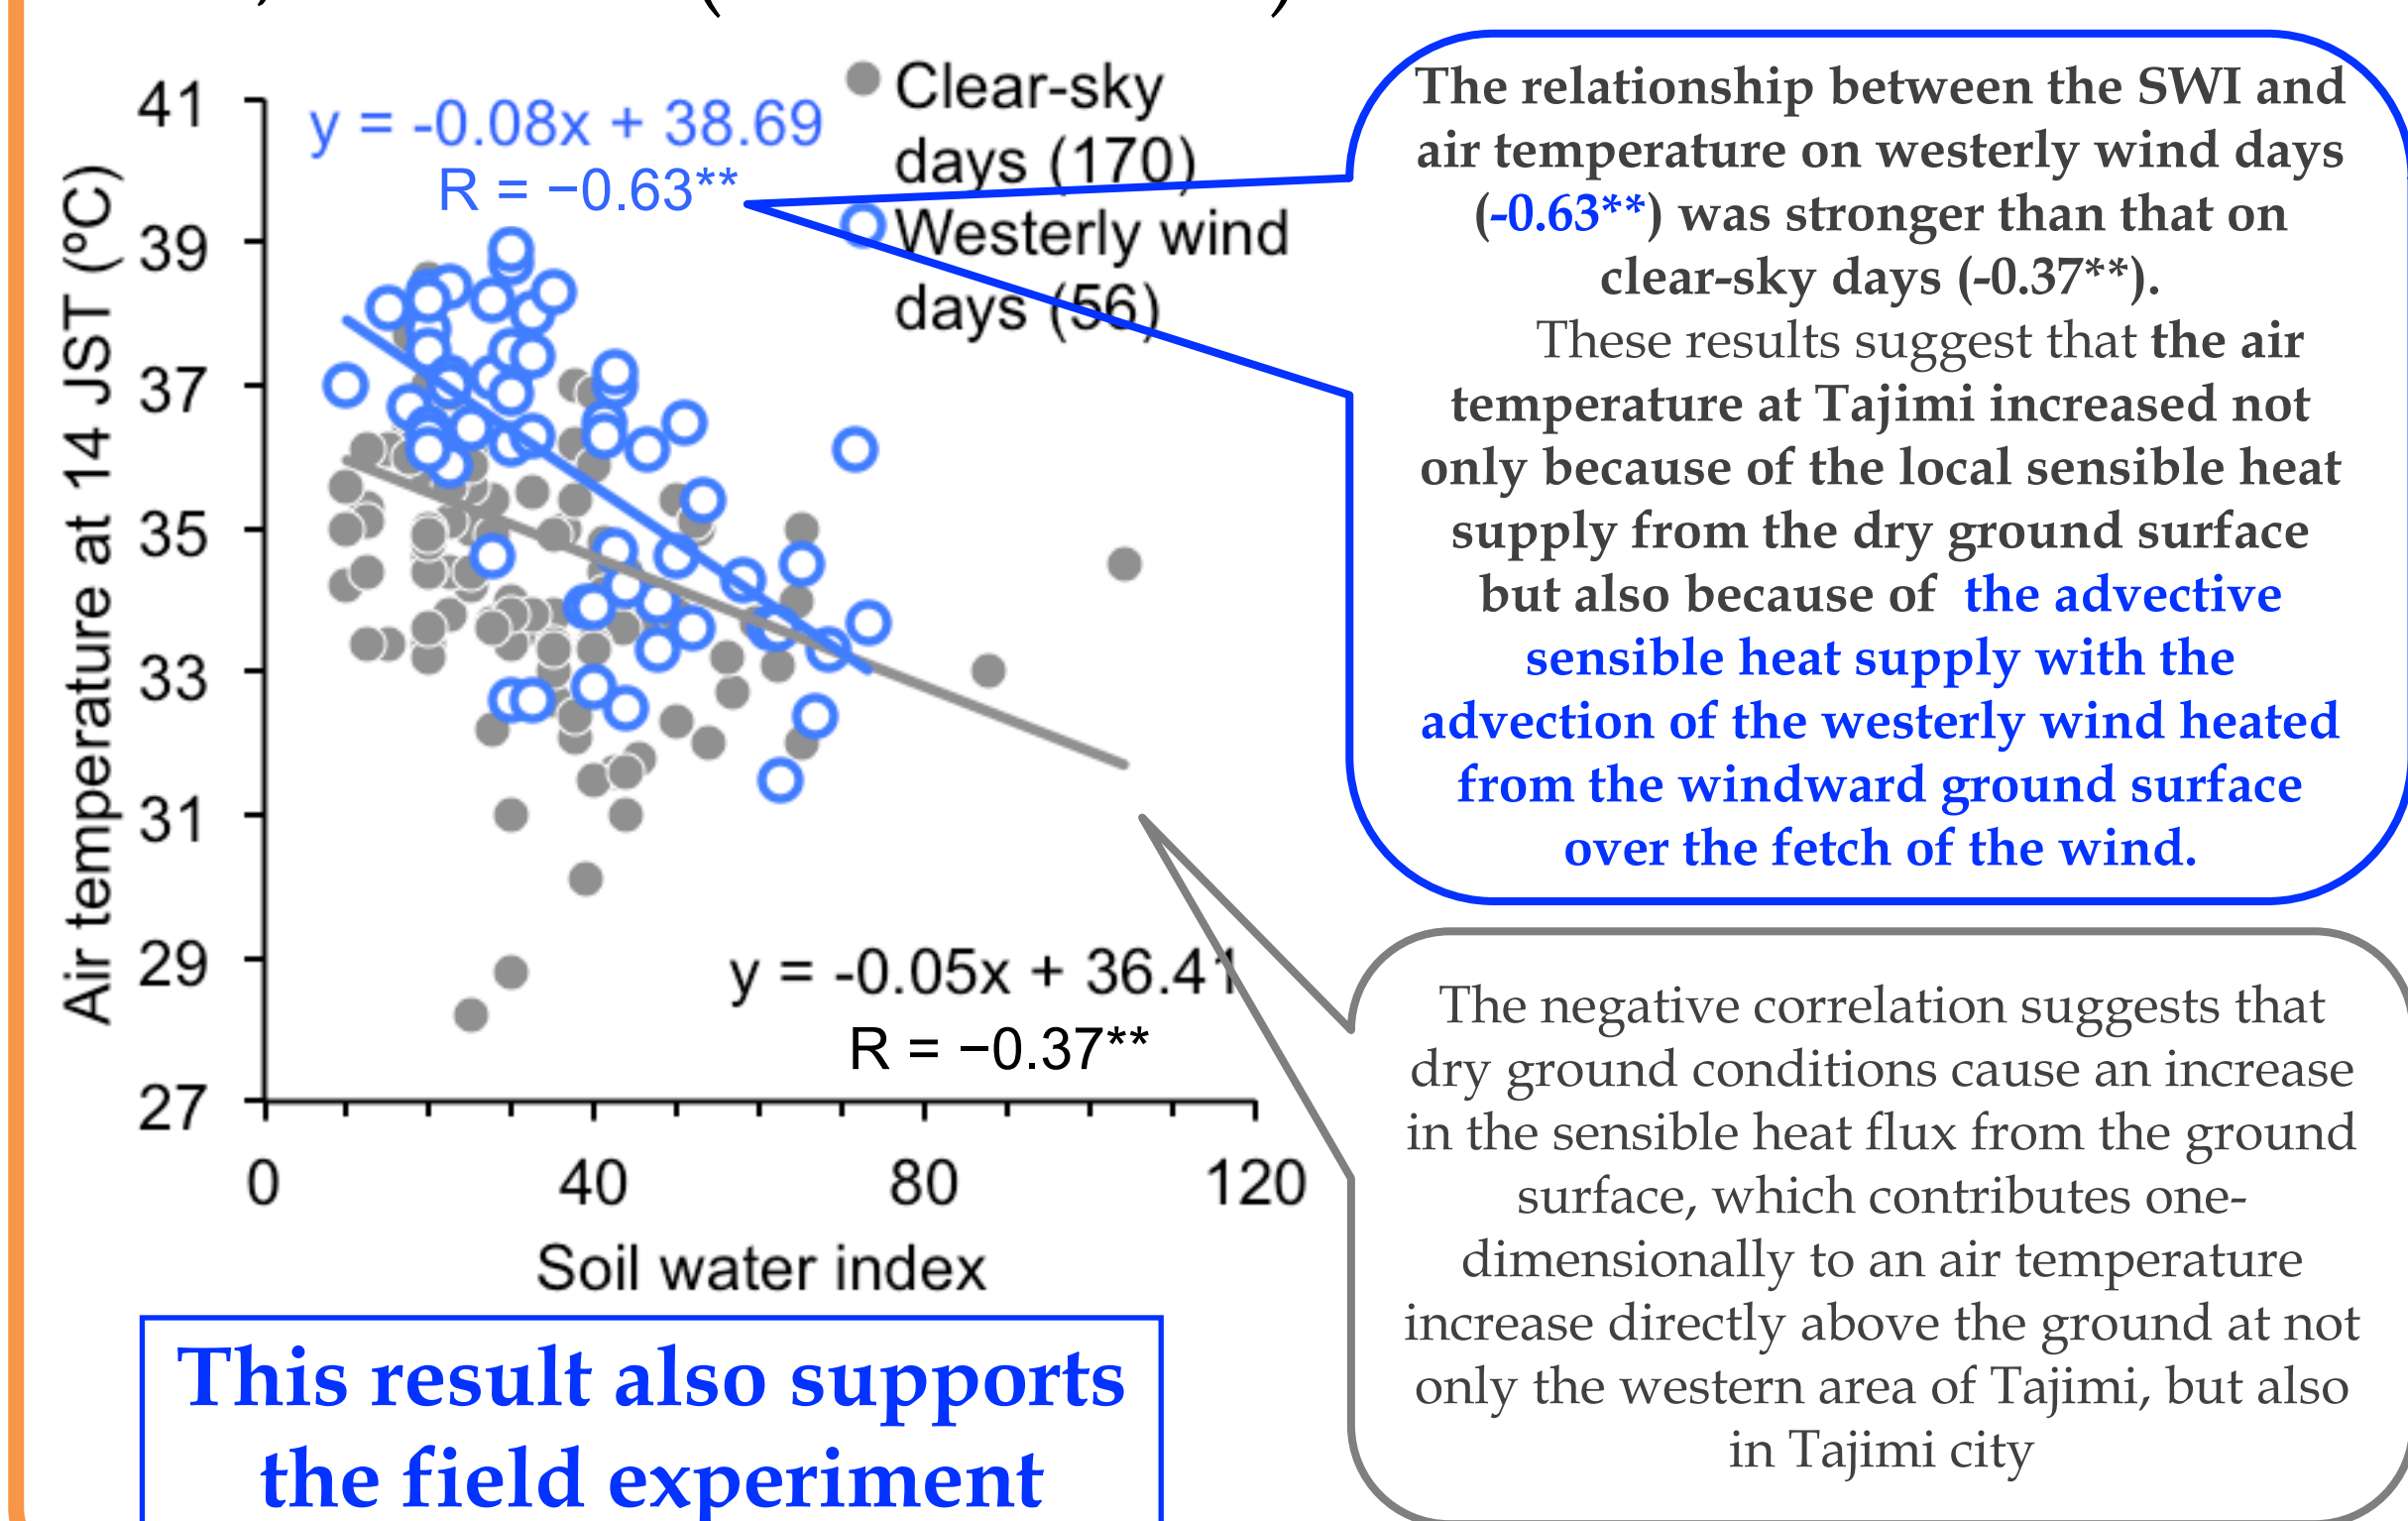 41
39
37
35
33
31
29
27
Air temperature at 14 JST (ºC)
y = -0.08x + 38.69
R = −0.63**
Clear-sky
days (170)
Westerly wind
days (56)
y = -0.05x + 36.41
R = −0.37**
0 40 80 120
Soil water index
This result also supports
the field experiment
The relationship between the SWI and
air temperature on westerly wind days
(-0.63**) was stronger than that on
clear-sky days (-0.37**).
These results suggest that the air
temperature at Tajimi increased not
only because of the local sensible heat
supply from the dry ground surface
but also because of the advective
sensible heat supply with the
advection of the westerly wind heated
from the windward ground surface
over the fetch of the wind.
The negative correlation suggests that
dry ground conditions cause an increase
in the sensible heat flux from the ground
surface, which contributes one-
dimensionally to an air temperature
increase directly above the ground at not
only the western area of Tajimi, but also
in Tajimi city